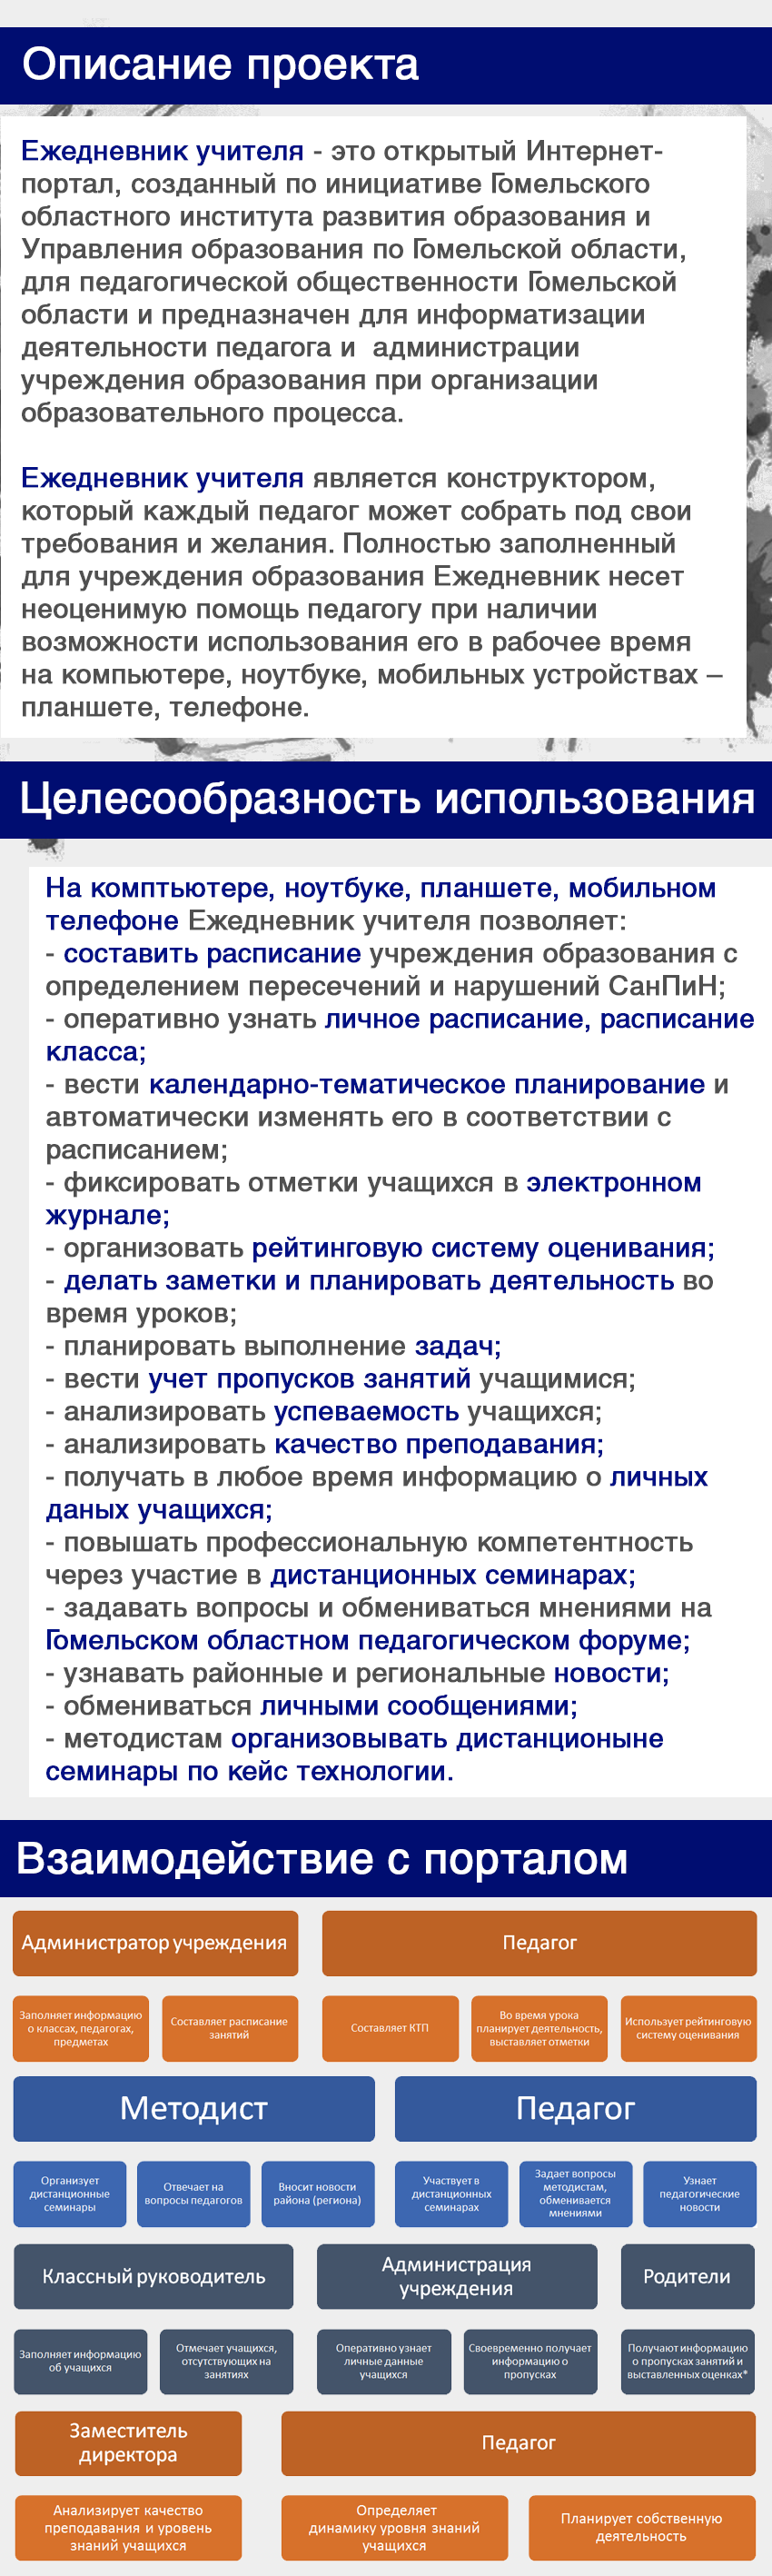 Описание проекта
Ежедневник учителя - это открытый Интернет-
портал, созданный по инициативе Гомельского
областного института развития образования и
Управления образования по Гомельской области,
для педагогической общественности Гомельской
области и предназначен для информатизации
деятельности педагога и администрации
учреждения образования при организации
образовательного процесса.
Ежедневник учителя является конструктором,
который каждый педагог может собрать под свои
требования и желания. Полностью заполненный
для учреждения образования Ежедневник несет
неоценимую помощь педагогу при наличии
возможности использования его в рабочее время
на компьютере, ноутбуке, мобильных устройствах –
планшете, телефоне.
Целесообразность использования
На комптьютере, ноутбуке, планшете, мобильном
телефоне Ежедневник учителя позволяет:
- составить расписание учреждения образования с
определением пересечений и нарушений СанПиН;
- оперативно узнать личное расписание, расписание
класса;
- вести календарно-тематическое планирование и
автоматически изменять его в соответствии с
расписанием;
- фиксировать отметки учащихся в электронном
журнале;
- организовать рейтинговую систему оценивания;
- делать заметки и планировать деятельность во
время уроков;
- планировать выполнение задач;
- вести учет пропусков занятий учащимися;
- анализировать успеваемость учащихся;
- анализировать качество преподавания;
- получать в любое время информацию о личных
даных учащихся;
- повышать профессиональную компетентность
через участие в дистанционных семинарах;
- задавать вопросы и обмениваться мнениями на
Гомельском областном педагогическом форуме;
- узнавать районные и региональные новости;
- обмениваться личными сообщениями;
- методистам организовывать дистанционыне
семинары по кейс технологии.
Взаимодействие с порталом
Администратор учреждения
Педагог
Заполняет информацию
о классах, педагогах,
предметах
Составляет расписание
занятий
Составляет КТП
Во время урока
планирует деятельность,
выставляет отметки
Использует рейтинговую
систему оценивания
Методист
Педагог
Организует
дистанционные
семинары
Отвечает на
вопросы педагогов
Вносит новости
района (региона)
Участвует в
дистанционных
семинарах
Задает вопросы
методистам,
обменивается
мнениями
Узнает
педагогические
новости
Классный руководитель
Администрация
учреждения
Родители
Заполняет информацию
об учащихся
Отмечает учащихся,
отсутствующих на
занятиях
Оперативно узнает
личные данные
учащихся
Своевременно получает
информацию о
пропусках
Получают информацию
о пропусках занятий и
выставленных оценках*
Заместитель
директора
Педагог
Анализирует качество
преподавания и уровень
знаний учащихся
Определяет
динамику уровня знаний
учащихся
Планирует собственную
деятельность